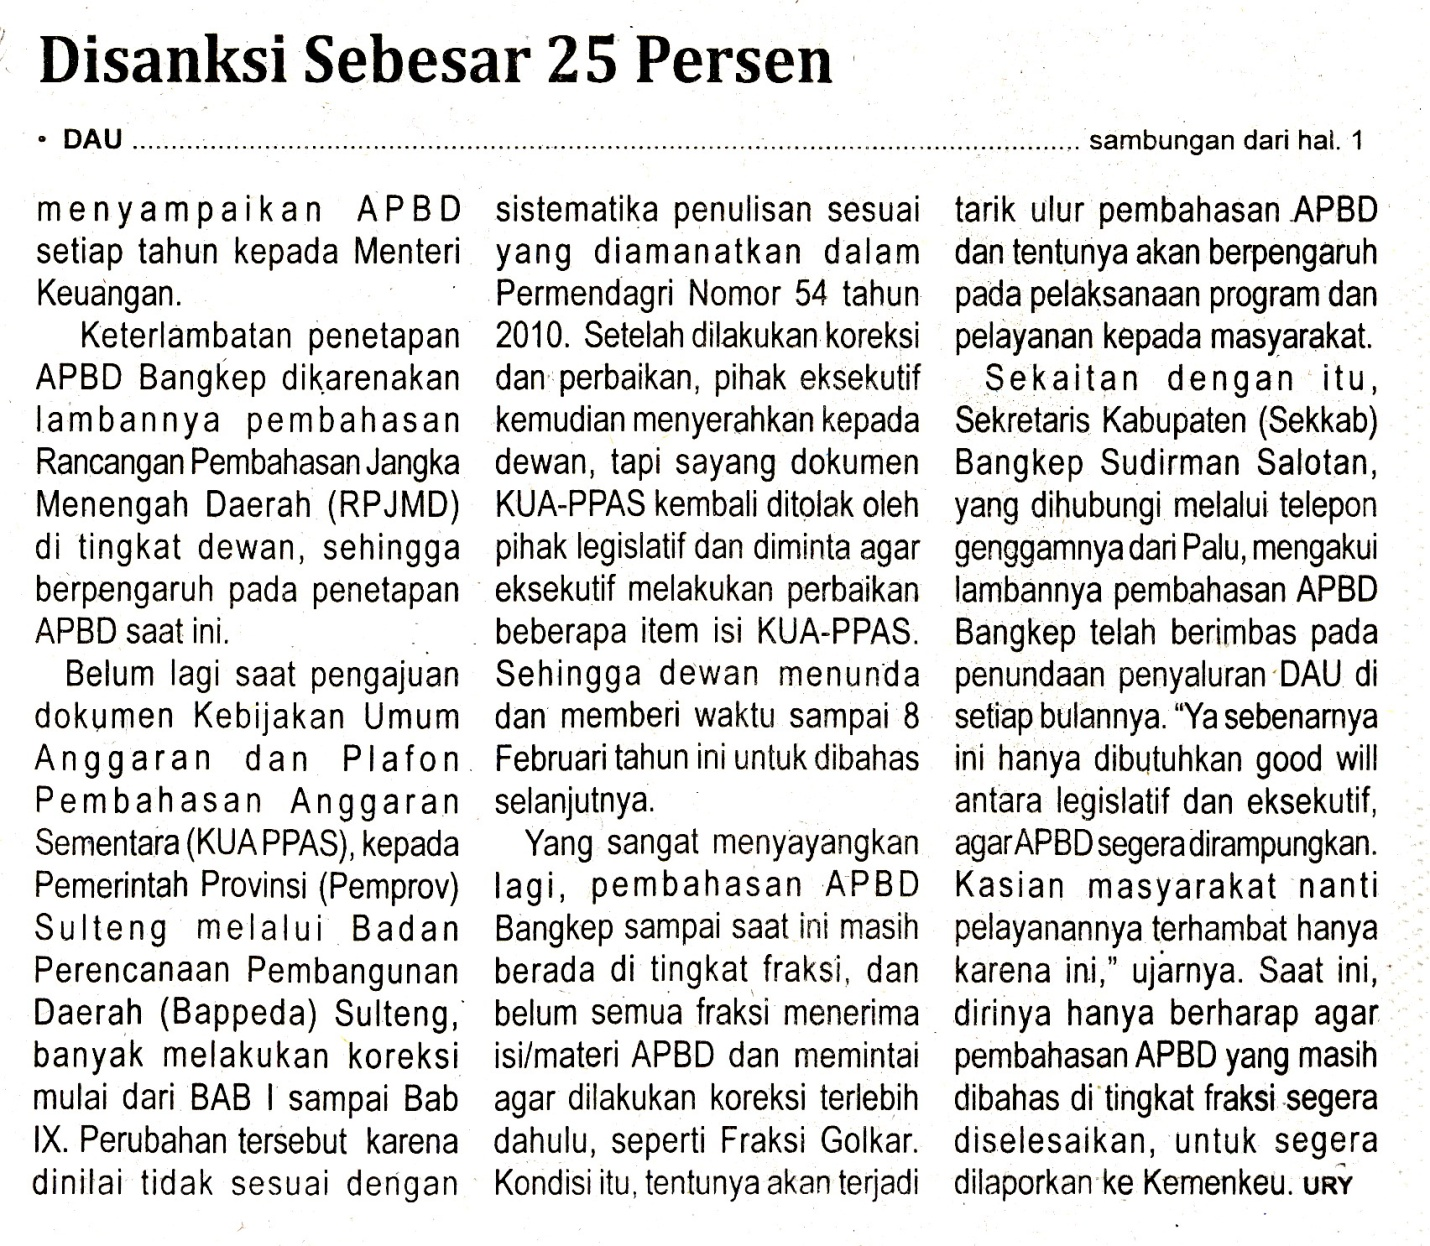 Disanksi Sebesar 25 Persen
• DAU ........................................................................................................................ sambungan dari hal. 1
menyampaikan APBD
setiap tahun kepada Menteri
Keuangan.
Keterlambatan penetapan
APBD Bangkep dikarenakan
lambannya pembahasan
Rancangan Pembahasan Jangka
Menengah Daerah (RPJMD)
di tingkat dewan, sehingga
berpengaruh pada penetapan
APBD saat ini.
Belum lagi saat pengajuan
dokumen Kebijakan Umum
Anggaran dan Plafon
Pembahasan Anggaran
Sementara (KUA PPAS), kepada
Pemerintah Provinsi (Pemprov)
Sulteng melalui Badan
Perencanaan Pembangunan
Daerah (Bappeda) Sulteng,
banyak melakukan koreksi
mulai dari BAB I sampai Bab
IX. Perubahan tersebut karena
dinilai tidak sesuai dengan
sistematika penulisan sesuai
yang diamanatkan dalam
Permendagri Nomor 54 tahun
2010. Setelah dilakukan koreksi
dan perbaikan, pihak eksekutif
kemudian menyerahkan kepada
dewan, tapi sayang dokumen
KUA-PPAS kembali ditolak oleh
pihak legislatif dan diminta agar
eksekutif melakukan perbaikan
beberapa item isi KUA-PPAS.
Sehingga dewan menunda
dan memberi waktu sampai 8
Februari tahun ini untuk dibahas
selanjutnya.
Yang sangat menyayangkan
lagi, pembahasan APBD
Bangkep sampai saat ini masih
berada di tingkat fraksi, dan
belum semua fraksi menerima
isi/materi APBD dan memintai
agar dilakukan koreksi terlebih
dahulu, seperti Fraksi Golkar.
Kondisi itu, tentunya akan terjadi
tarik ulur pembahasan APBD
dan tentunya akan berpengaruh
pada pelaksanaan program dan
pelayanan kepada masyarakat.
Sekaitan dengan itu,
Sekretaris Kabupaten (Sekkab)
Bangkep Sudirman Salotan,
yang dihubungi melalui telepon
genggamnya dari Palu, mengakui
lambannya pembahasan APBD
Bangkep telah berimbas pada
penundaan penyaluran DAU di
setiap bulannya. “Ya sebenarnya
ini hanya dibutuhkan good will
antara legislatif dan eksekutif,
agar APBD segera dirampungkan.
Kasian masyarakat nanti
pelayanannya terhambat hanya
karena ini,” ujarnya. Saat ini,
dirinya hanya berharap agar
pembahasan APBD yang masih
dibahas di tingkat fraksi segera
diselesaikan, untuk segera
dilaporkan ke Kemenkeu. URY